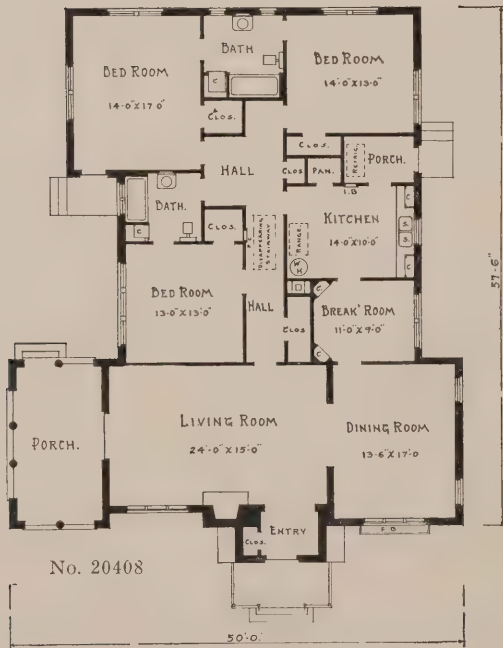 BATH
BED ROOM
14'-0"X17'0"
BED ROOM
14'-0"X13'-0"
C
CLOS.
CLOS.
HALL
CLOS
PAN.
REFRIG.
PORCH.
I.B
BATH.
C
CLOS.
DISAPPEARING
STAIRWAY
RANGE
KITCHEN
14'-0"X10'-0"
C
S
S
C
W
H
BED ROOM
13'-0"X13'-0"
HALL
CLOS
C
BREAK' ROOM
11'-0"X9'-0"
C
57'-6"
PORCH.
LIVING ROOM
24'-0"X15'-0"
DINING ROOM
13'-6"X17'-0
F B
CLOS.
ENTRY
No. 20408
50'-0"